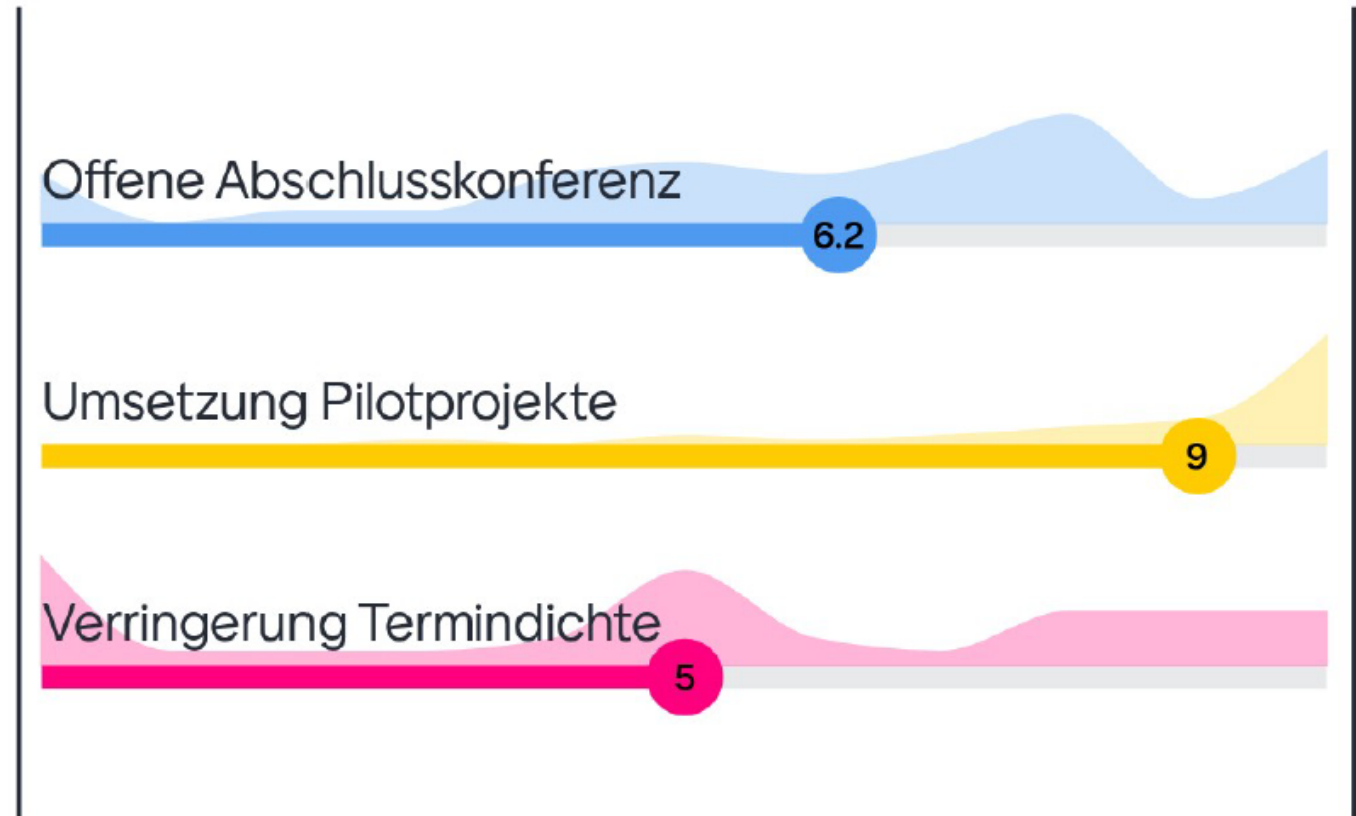 Offene Abschlusskonferenz
6.2
Umsetzung Pilotprojekte
9
Verringerung Termindichte
5